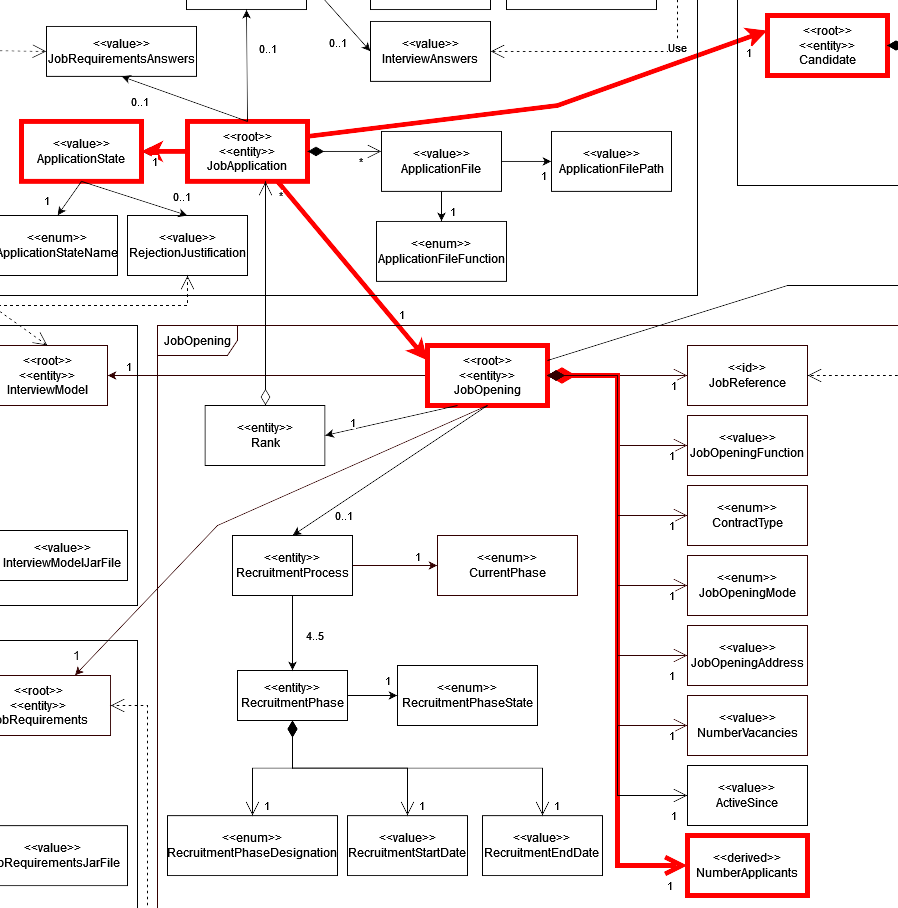 0..1
0..1
Use
<<value>>
JobRequirementsAnswers
<<value>>
InterviewAnswers
<<root>>
<<entity>>
Candidate
1
0..1
<<value>>
ApplicationState
1
<<root>>
<<entity>>
JobApplication
*
<<value>>
ApplicationFile
1
<<value>>
ApplicationFilePath
1
0..1
*
1
<<enum>>
ApplicationStateName
<<value>>
RejectionJustification
<<enum>>
ApplicationFileFunction
1
JobOpening
<<root>>
<<entity>>
InterviewModel
1
<<root>>
<<entity>>
JobOpening
1
<<id>>
JobReference
<<entity>>
Rank
1
1
<<value>>
JobOpeningFunction
1
<<enum>>
ContractType
0..1
<<value>>
InterviewModelJarFile
<<entity>>
RecruitmentProcess
1
<<enum>>
CurrentPhase
1
<<enum>>
JobOpeningMode
4..5
1
<<value>>
JobOpeningAddress
1
<<root>>
<<entity>>
obRequirements
<<entity>>
RecruitmentPhase
1
<<enum>>
RecruitmentPhaseState
1
<<value>>
NumberVacancies
1
<<value>>
ActiveSince
1
1
1
<<value>>
obRequirementsJarFile
<<enum>>
RecruitmentPhaseDesignation
<<value>>
RecruitmentStartDate
<<value>>
RecruitmentEndDate
1
<<derived>>
NumberApplicants